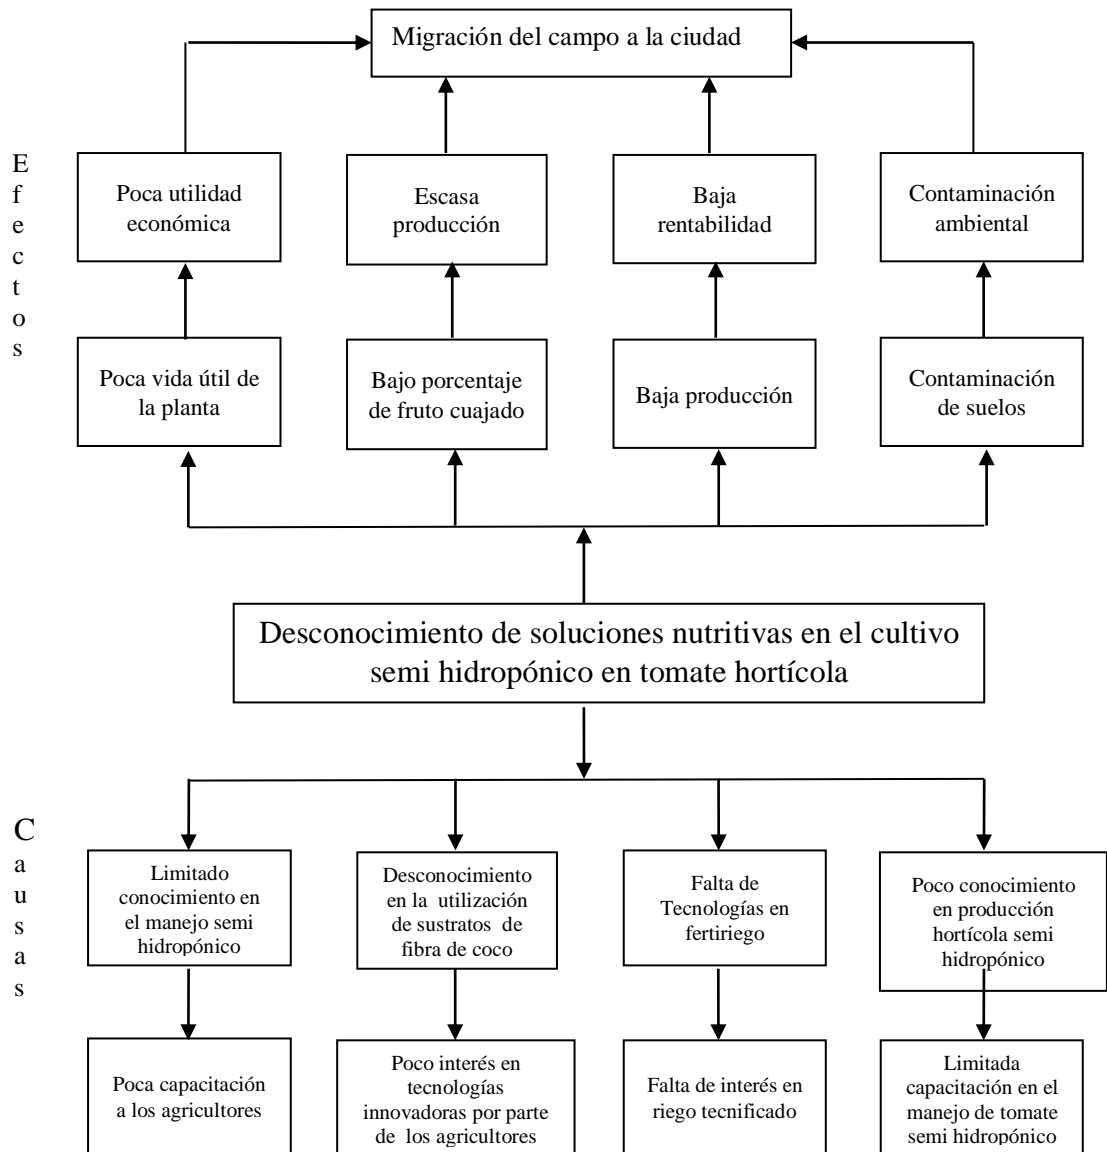 Migración del campo a la ciudad
Efectos
Poca utilidad
económica
Escasa
producción
Baja
rentabilidad
Contaminación
ambiental
Poca vida útil de
la planta
Bajo porcentaje
de fruto cuajado
Baja producción
Contaminación
de suelos
Desconocimiento de soluciones nutritivas en el cultivo
semi hidropónico en tomate hortícola
Causas
Limitado
conocimiento en
el manejo semi
hidropónico
Desconocimiento
en la utilización
de sustratos de
fibra de coco
Falta de
Tecnologías en
fertiriego
Poco conocimiento
en producción
hortícola semi
hidropónico
Poca capacitación
a los agricultores
Poco interés en
tecnologías
innovadoras por parte
de los agricultores
Falta de interés en
riego tecnificado
Limitada
capacitación en el
manejo de tomate
semi hidropónico